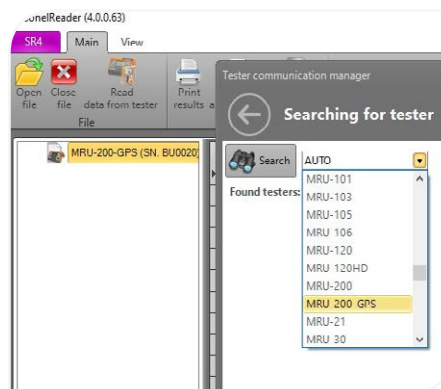 onelReader (4.0.0.63)
SR4 Main View
Open file
Close file
Read data from tester
Print results
File
Tester communication manager
Searching for tester
MRU-200-GPS (SN. BU0020
Search AUTO
Found testers:
MRU-101
MRU-103
MRU-105
MRU 106
MRU-120
MRU 120HD
MRU-200
MRU 200 GPS
MRU-21
MRU 30